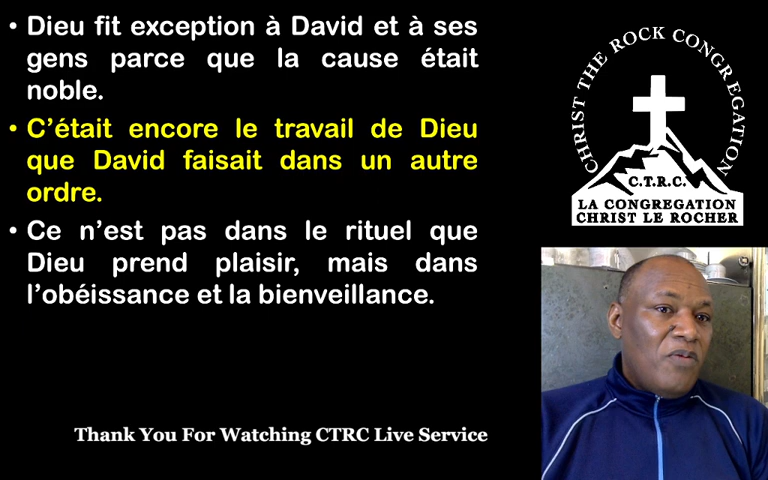 • Dieu fit exception à David et à ses
gens parce que la cause était
noble.
• C’était encore le travail de Dieu
que David faisait dans un autre
ordre.
• Ce n’est pas dans le rituel que
Dieu prend plaisir, mais dans
l’obéissance et la bienveillance.
Thank You For Watching CTRC Live Service
CHRIST THE ROCK CONGREGATION
C.T.R.C.
LA CONGREGATION
CHRIST LE ROCHER